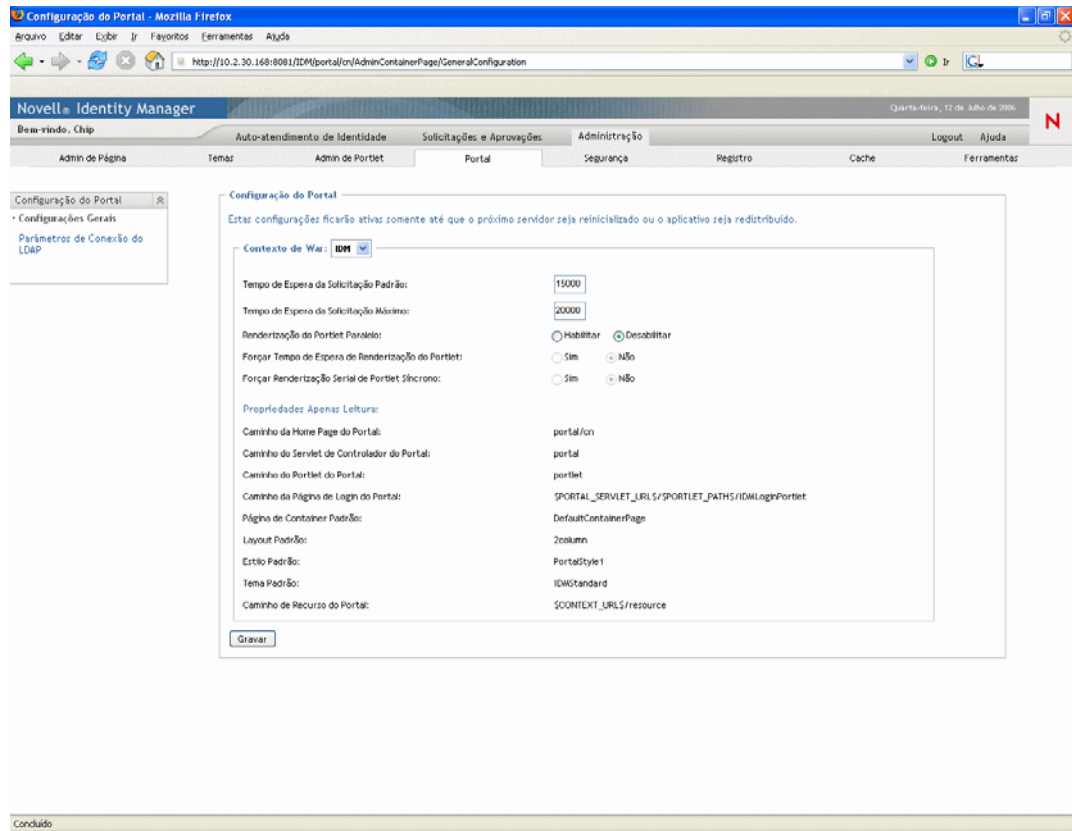 Configuração do Portal - Mozilla Firefox
Arquivo Editar Exibir Ir Favoritos Ferramentas Ajuda
http://10.2.30.168:8081/IDM/portal/cn/AdminContainerPage/GeneralConfiguration Ir
Novell® Identity Manager Quarta-feira, 12 de Julho de 2006
N
Bem-vindo, Chip
Auto-atendimento de Identidade Solicitações e Aprovações Administração Logout Ajuda
Admin de Página Temas Admin de Portlet Portal Segurança Registro Cache Ferramentas
Configuração do Portal
Configurações Gerais
Parâmetros de Conexão do
LDAP
Configuração do Portal
Estas configurações ficarão ativas somente até que o próximo servidor seja reinicializado ou o aplicativo seja redistribuído.
Contexto de War: IDM
Tempo de Espera da Solicitação Padrão: 15000
Tempo de Espera da Solicitação Máximo: 20000
Renderização do Portlet Paralelo: Habilitar Desabilitar
Forçar Tempo de Espera de Renderização do Portlet: Sim Não
Forçar Renderização Serial de Portlet Síncrono: Sim Não
Propriedades Apenas Leitura:
Caminho da Home Page do Portal: portal/cn
Caminho do Servlet de Controlador do Portal: portal
Caminho do Portlet do Portal: portlet
Caminho da Página de Login do Portal: $PORTAL_SERVLET_URL$/$PORTLET_PATH$/IDMLoginPortlet
Página de Container Padrão: DefaultContainerPage
Layout Padrão: 2column
Estilo Padrão: PortalStyle1
Tema Padrão: IDMStandard
Caminho de Recurso do Portal: $CONTEXT_URL$/resource
Gravar
Concluído